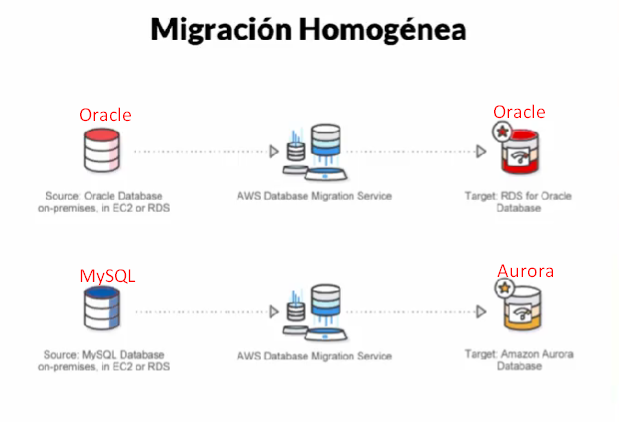 Migración Homogénea
Oracle
Oracle
Source: Oracle Database
on-premises, in EC2 or RDS
AWS Database Migration Service
Target: RDS for Oracle
Database
MySQL
Aurora
Source: MySQL Database
on-premises, in EC2 or RDS
AWS Database Migration Service
Target: Amazon Aurora
Database